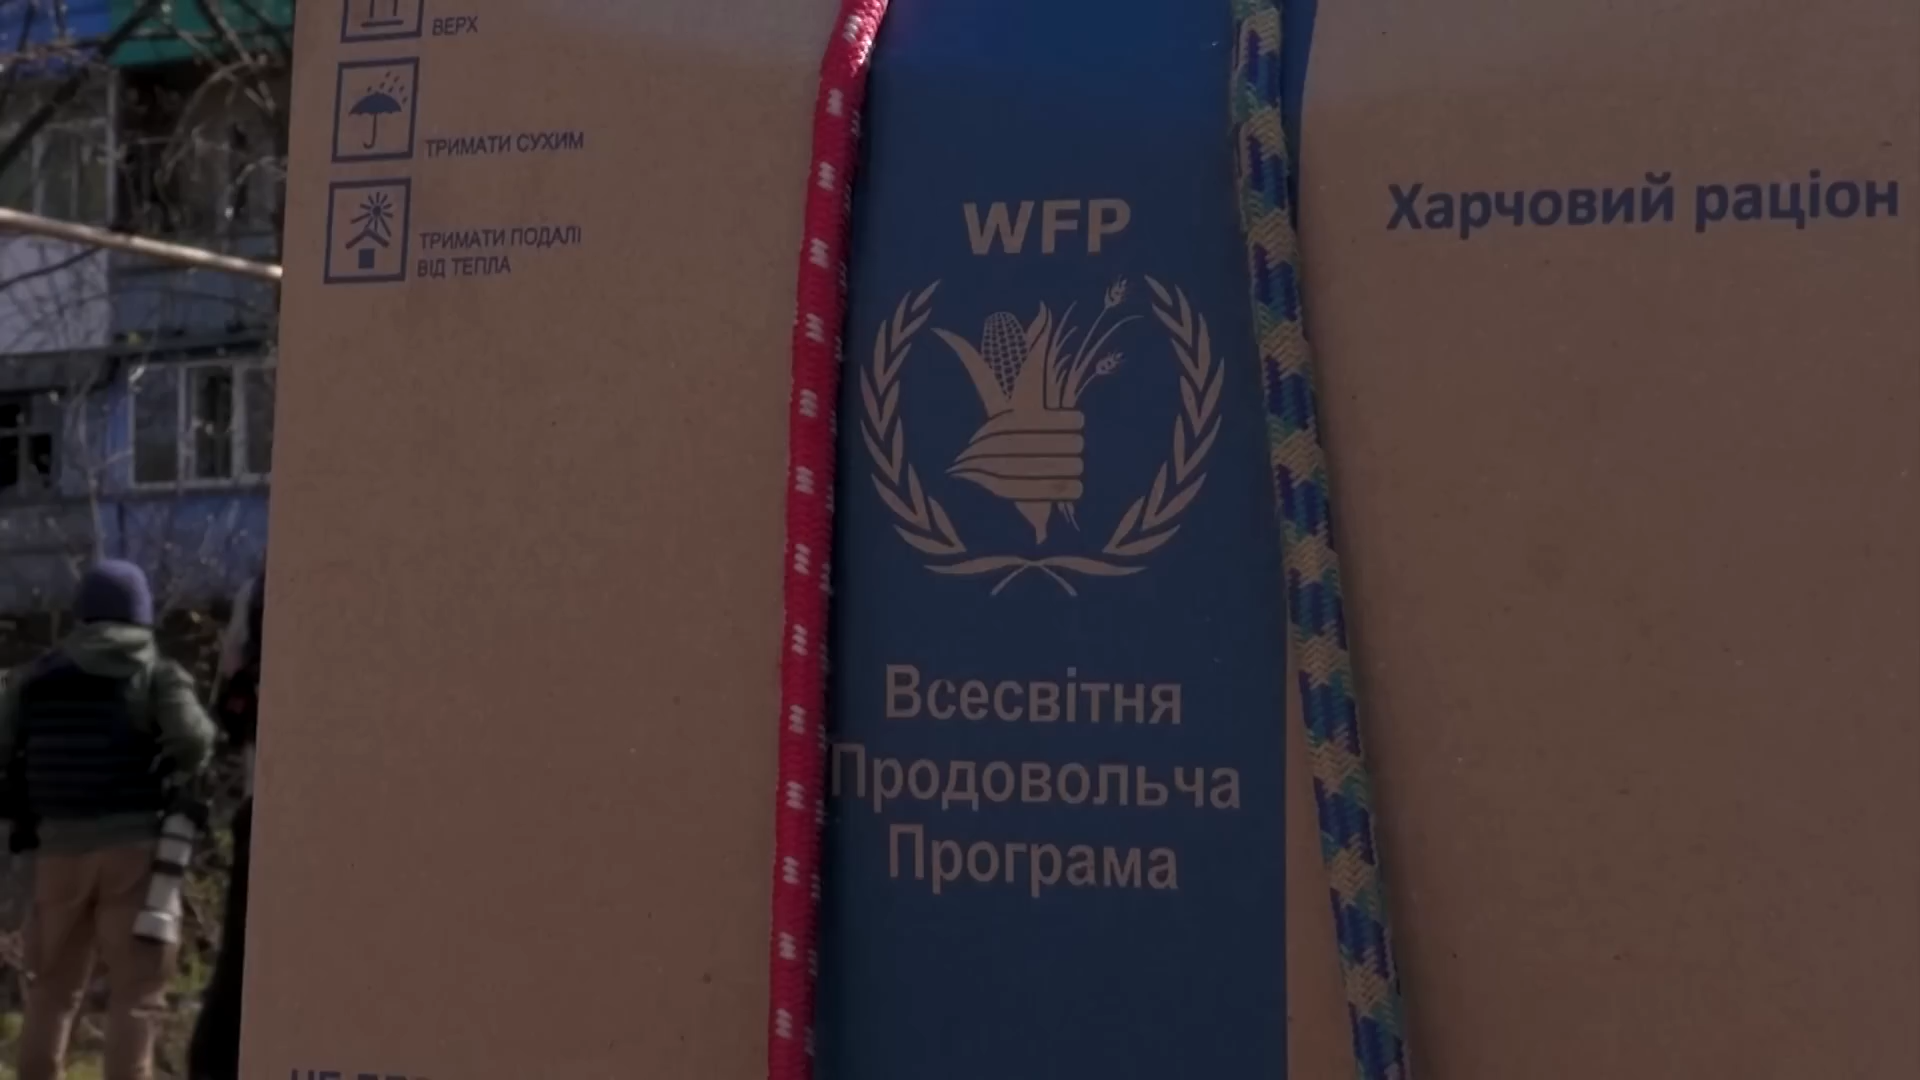 ВЕРХ
ТРИМАТИ СУХИМ
ТРИМАТИ ПОДАЛІ
ВІД ТЕПЛА
WFP
Всесвітня
Продовольча
Програма
Харчовий раціон